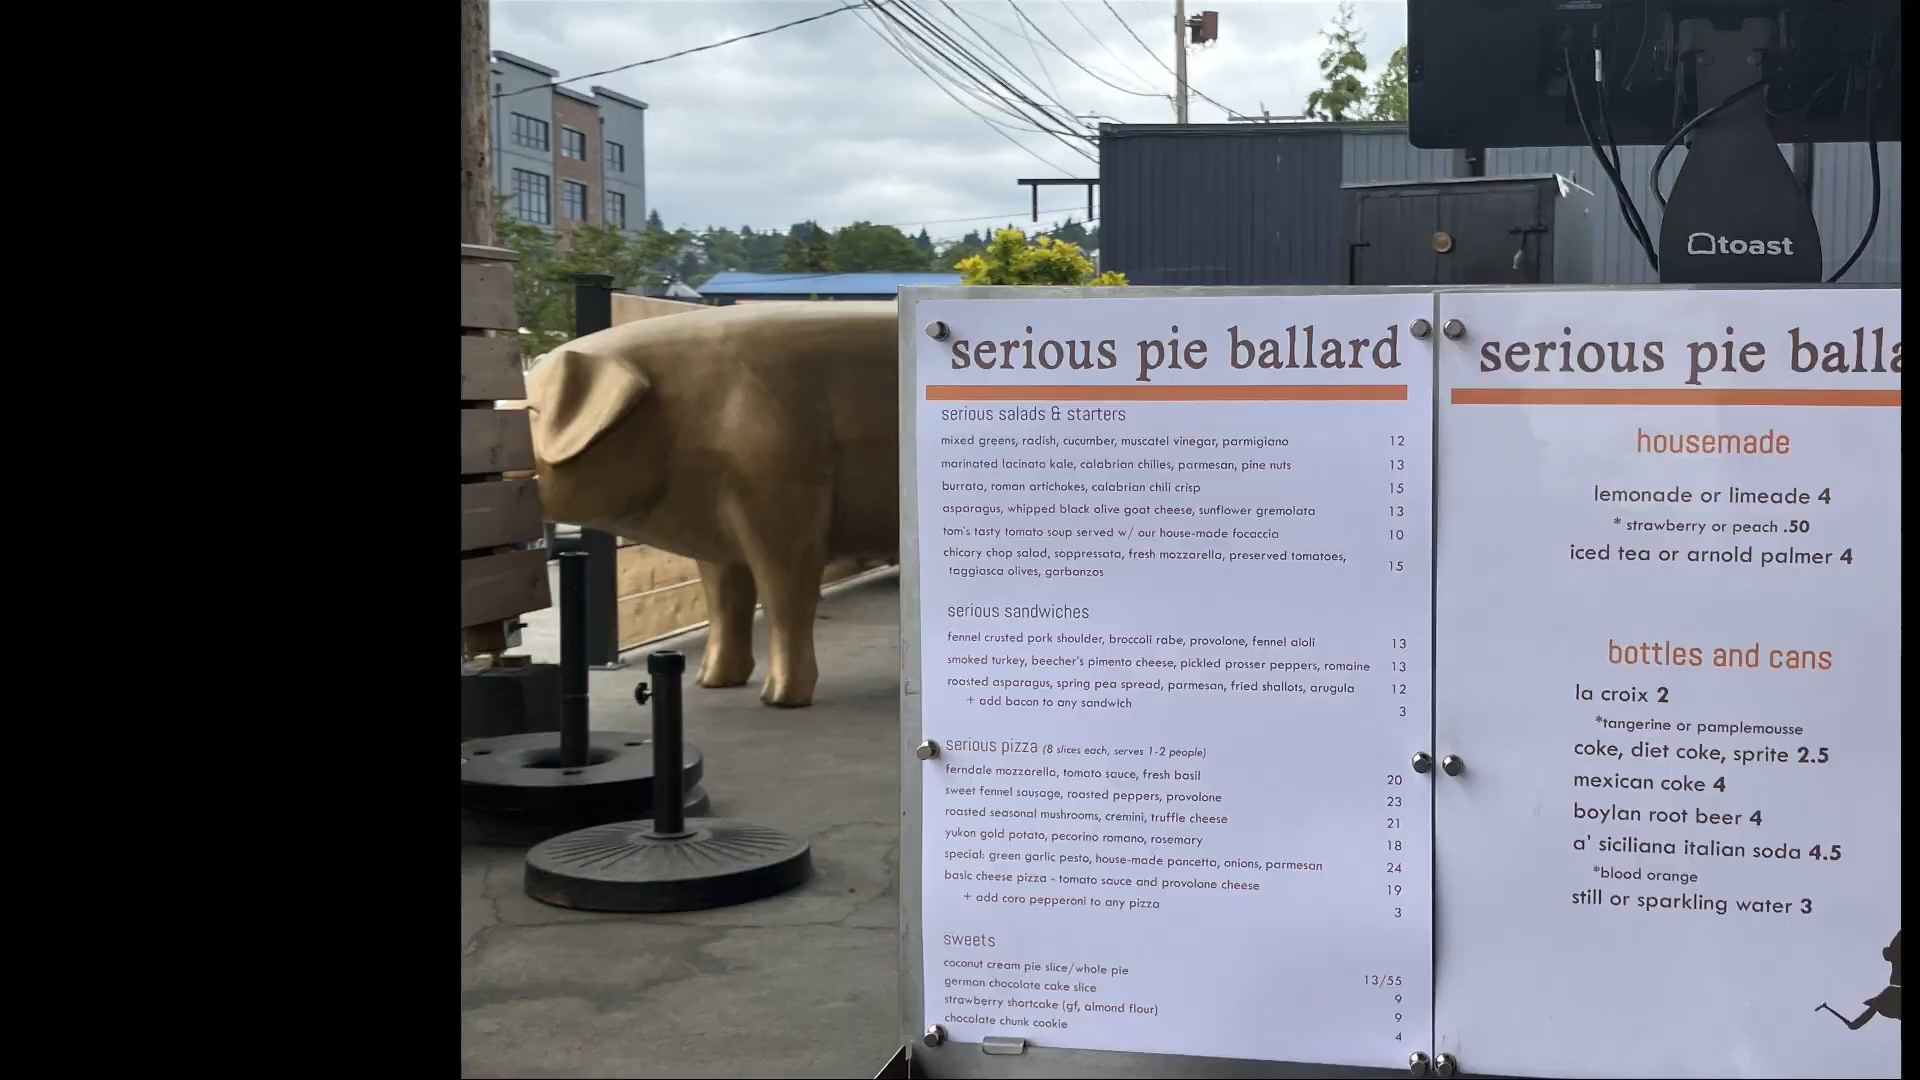 toast
serious pie ballard
serious salads & starters
mixed greens, radish, cucumber, muscatel vinegar, parmigiano 12
marinated lacinato kale, calabrian chilies, parmesan, pine nuts 13
burrata, roman artichokes, calabrian chili crisp 15
asparagus, whipped black olive goat cheese, sunflower gremolata 13
tom's tasty tomato soup served w/ our house-made focaccia 10
chicory chop salad, soppressata, fresh mozzarella, preserved tomatoes,
taggiasca olives, garbanzos 15
serious sandwiches
fennel crusted pork shoulder, broccoli rabe, provolone, fennel aioli 13
smoked turkey, beecher's pimento cheese, pickled prosser peppers, romaine 13
roasted asparagus, spring pea spread, parmesan, fried shallots, arugula 12
+ add bacon to any sandwich 3
serious pizza (8 slices each, serves 1-2 people)
ferndale mozzarella, tomato sauce, fresh basil 20
sweet fennel sausage, roasted peppers, provolone 23
roasted seasonal mushrooms, cremini, truffle cheese 21
yukon gold potato, pecorino romano, rosemary 18
special: green garlic pesto, house-made pancetta, onions, parmesan 24
basic cheese pizza - tomato sauce and provolone cheese 19
+ add coro pepperoni to any pizza 3
sweets
coconut cream pie slice/whole pie 13/55
german chocolate cake slice 9
strawberry shortcake (gf, almond flour) 9
chocolate chunk cookie 4
serious pie balla
housemade
lemonade or limeade 4
* strawberry or peach .50
iced tea or arnold palmer 4
bottles and cans
la croix 2
*tangerine or pamplemousse
coke, diet coke, sprite 2.5
mexican coke 4
boylan root beer 4
a' siciliana italian soda 4.5
*blood orange
still or sparkling water 3